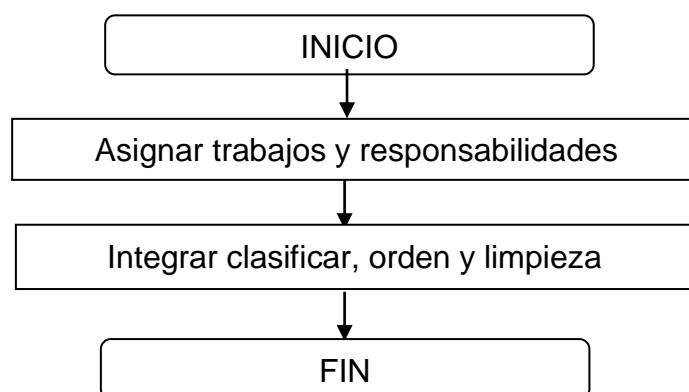 INICIO
Asignar trabajos y responsabilidades
Integrar clasificar, orden y limpieza
FIN